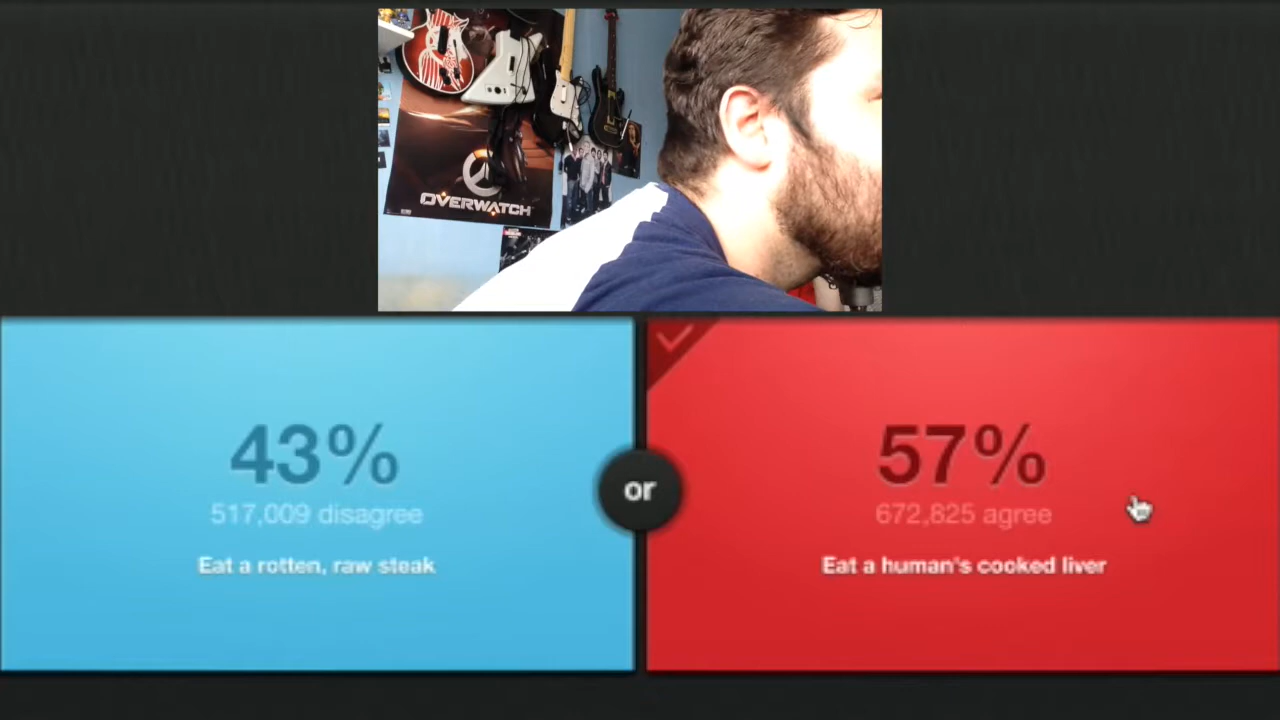 OVERWATCH
43%
517,009 disagree
Eat a rotten, raw steak
or
57%
672,825 agree
Eat a human's cooked liver